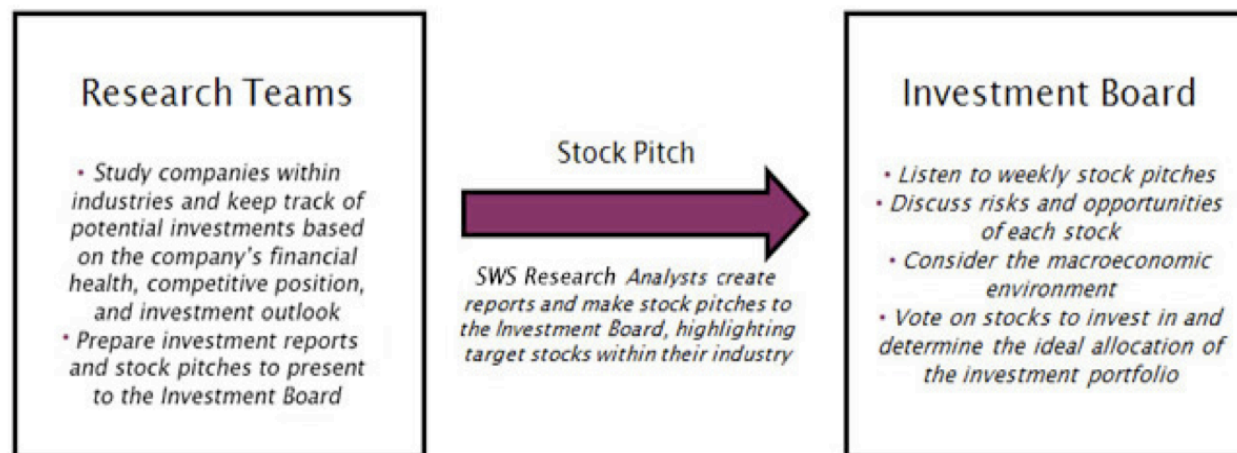 Research Teams
• Study companies within
industries and keep track of
potential investments based
on the company's financial
health, competitive position,
and investment outlook
• Prepare investment reports
and stock pitches to present
to the Investment Board
Stock Pitch
SWS Research Analysts create
reports and make stock pitches to
the Investment Board, highlighting
target stocks within their industry
Investment Board
• Listen to weekly stock pitches
• Discuss risks and opportunities
of each stock
• Consider the macroeconomic
environment
• Vote on stocks to invest in and
determine the ideal allocation of
the investment portfolio